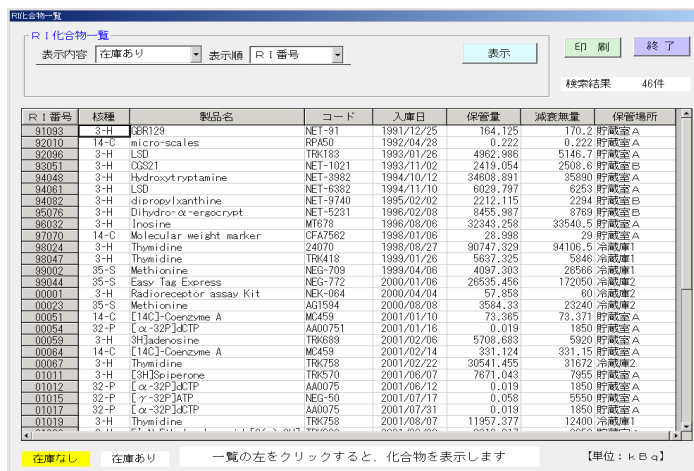 RI化合物一覧
ＲＩ化合物一覧
表示内容 在庫あり 表示順 ＲＩ番号 表示 印 刷 終 了
検索結果 46件
ＲＩ番号 核種 製品名 コード 入庫日 保管量 減衰無量 保管場所
91093 3-H GBR129 NET-91 1991/12/25 164.125 170.2 貯蔵室Ａ
92010 14-C micro-scales RPA50 1992/04/28 0.222 0.222 貯蔵室Ａ
92096 3-H LSD TRK183 1993/01/26 4962.986 5146.7 貯蔵室Ａ
93051 3-H CGS21 NET-1021 1993/11/02 2419.054 2508.6 貯蔵室Ｂ
94048 3-H Hydroxytryptamine NET-3982 1994/10/12 34608.891 35890 貯蔵室Ａ
94061 3-H LSD NET-6382 1994/11/10 6029.797 6253 貯蔵室Ａ
94082 3-H dipropylxanthine NET-9740 1995/02/02 2212.115 2294 貯蔵室Ｂ
95076 3-H Dihydro-α-ergocrypt NET-5231 1996/02/08 8455.987 8769 貯蔵室Ｂ
96032 3-H Inosine MT678 1996/08/06 32343.258 33540.5 貯蔵室Ａ
97070 14-C Molecular weight marker CFA7562 1998/01/06 28.998 29 貯蔵室Ａ
98024 3-H Thymidine 24070 1998/08/27 90747.329 94106.5 冷蔵庫1
98047 3-H Thymidine TRK418 1999/01/26 5637.325 5846 冷蔵庫1
99002 35-S Methionine NEG-709 1999/04/06 4097.303 26566 冷蔵庫1
99044 35-S Easy Tag Express NEG-772 2000/01/06 26535.456 172050 冷蔵庫2
00001 3-H Radioreceptor assay Kit NEK-064 2000/04/04 57.858 60 冷蔵庫2
00023 35-S Methionine AG1594 2000/08/08 3584.33 23240 冷蔵庫2
00051 14-C [14C]-Coenzyme A MC459 2001/01/10 73.365 73.371 貯蔵室Ａ
00054 32-P [α-32P]dCTP AA00751 2001/01/16 0.019 1850 貯蔵室Ａ
00059 3-H 3H]adenosine TRK689 2001/02/06 5708.683 5920 貯蔵室Ａ
00064 14-C [14C]-Coenzyme A MC459 2001/02/14 331.124 331.15 貯蔵室Ａ
00067 3-H Thymidine TRK758 2001/02/22 30541.455 31672 冷蔵庫2
01011 3-H [3H]Spiperone TRK570 2001/06/07 7671.043 7955 貯蔵室Ａ
01012 32-P [α-32P]dCTP AA0075 2001/06/12 0.019 1850 貯蔵室Ａ
01015 32-P [γ-32P]ATP NEG-50 2001/07/17 0.058 5550 貯蔵室Ａ
01017 32-P [α-32P]dCTP AA0075 2001/07/31 0.019 1850 貯蔵室Ａ
01019 3-H Thymidine TRK758 2001/08/07 11957.377 12400 冷蔵庫1
在庫なし 在庫あり 一覧の左をクリックすると、化合物を表示します 【単位：ｋＢｑ】